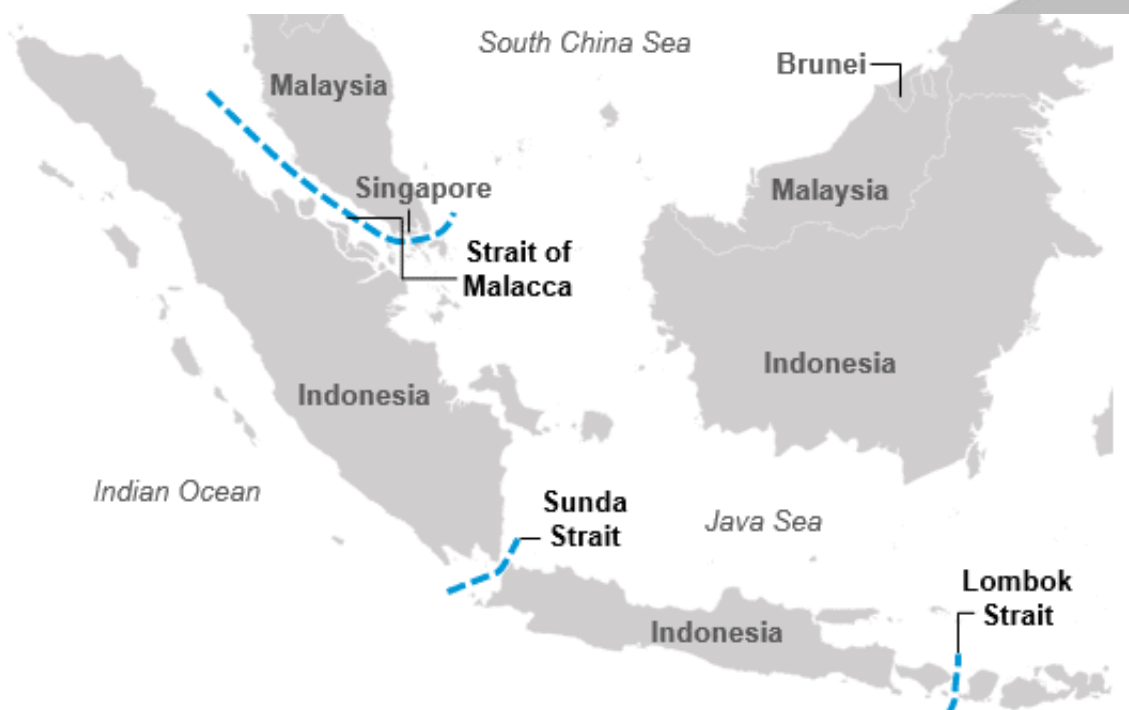 South China Sea
Brunei
Malaysia
Singapore
Malaysia
Strait of
Malacca
Indonesia
Indonesia
Indian Ocean
Sunda
Strait
Java Sea
Lombok
Strait
Indonesia